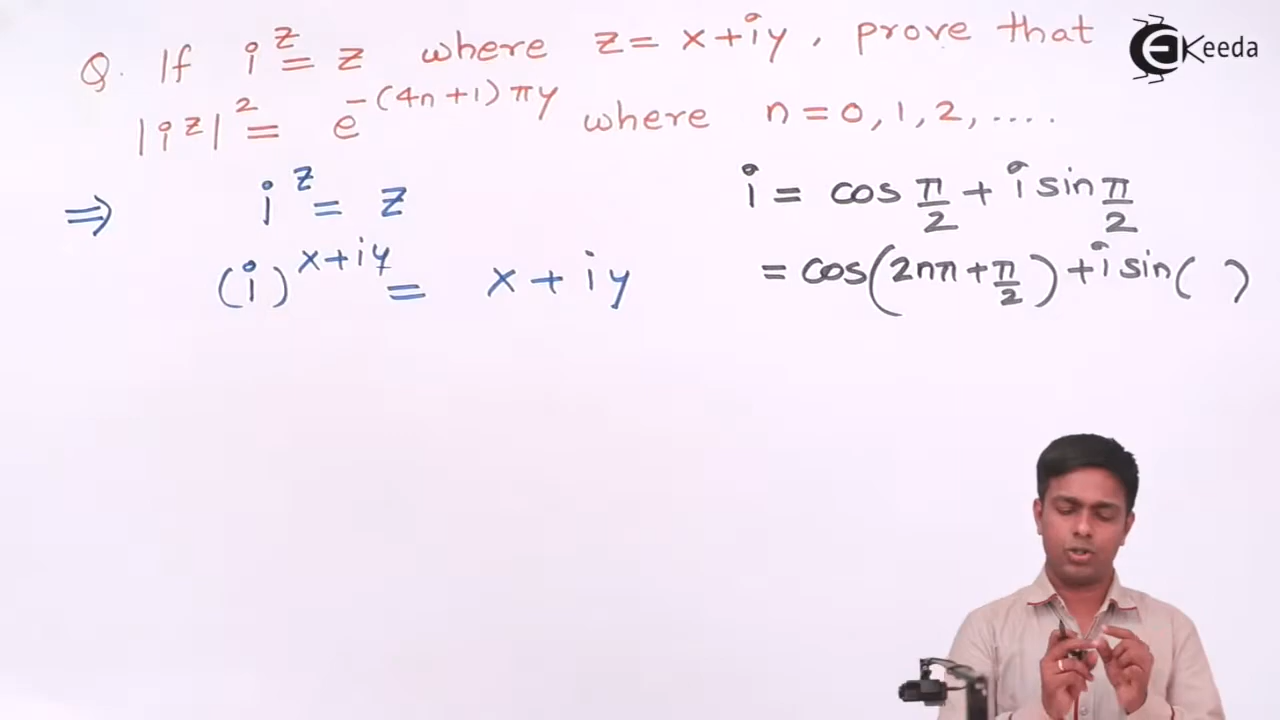 Q. If i^z = z where z = x+iy, prove that
|i^z|^2 = e^-(4n+1)πy where n = 0, 1, 2, ....
⇒ i^z = z
(i)^x+iy = x + iy
i = cos π/2 + i sin π/2
= cos(2nπ + π/2) + i sin( )
Keeda